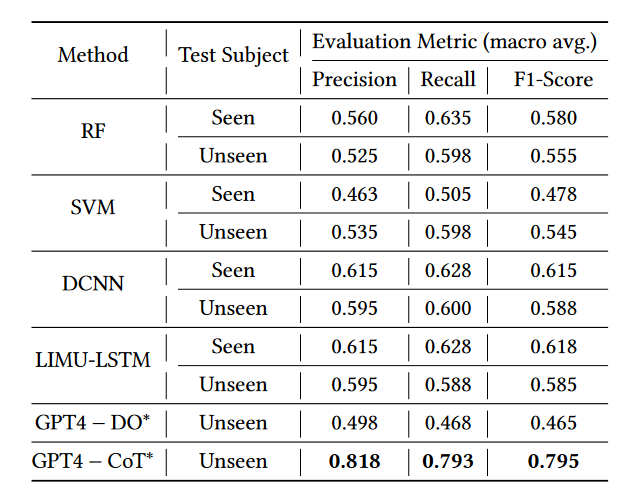 Method Test Subject Evaluation Metric (macro avg.)
Precision Recall F1-Score
RF Seen 0.560 0.635 0.580
Unseen 0.525 0.598 0.555
SVM Seen 0.463 0.505 0.478
Unseen 0.535 0.598 0.545
DCNN Seen 0.615 0.628 0.615
Unseen 0.595 0.600 0.588
LIMU-LSTM Seen 0.615 0.628 0.618
Unseen 0.595 0.588 0.585
GPT4 − DO* Unseen 0.498 0.468 0.465
GPT4 − CoT* Unseen 0.818 0.793 0.795